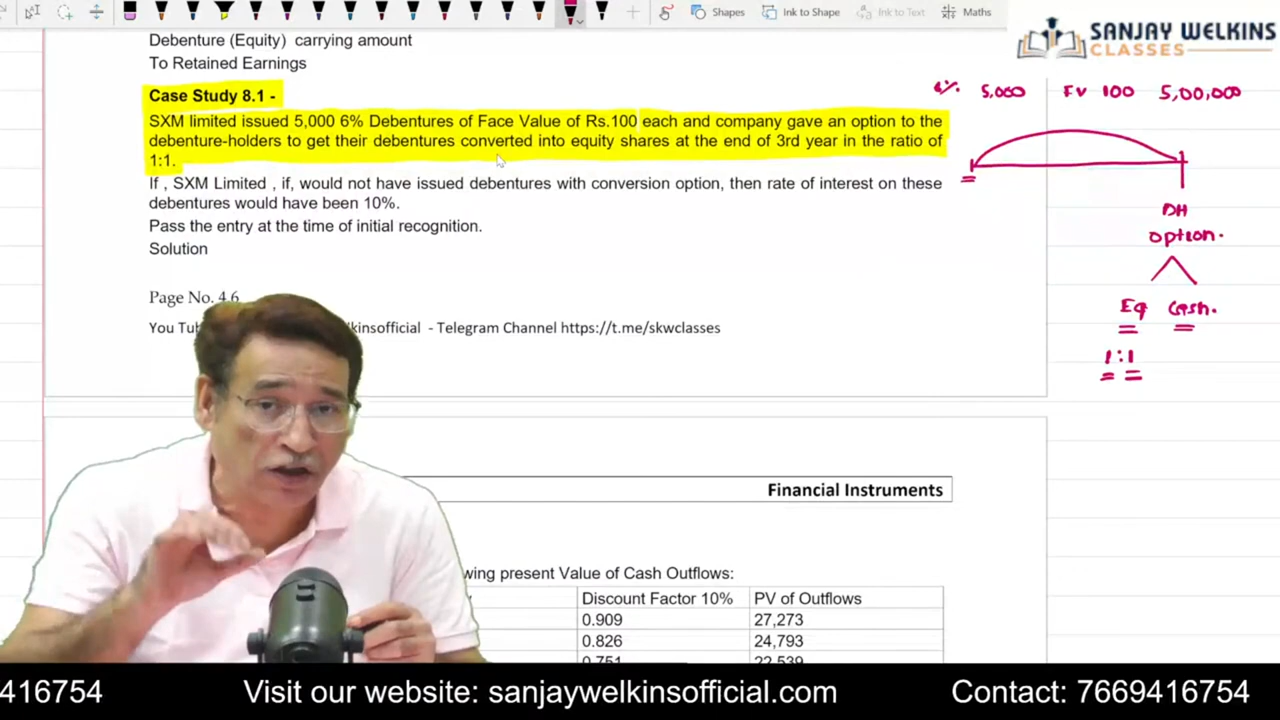 Shapes
Ink to Shape
Ink to Text
Maths
SANJAY WELKINS
CLASSES
Debenture (Equity) carrying amount
To Retained Earnings
Case Study 8.1 -
SXM limited issued 5,000 6% Debentures of Face Value of Rs.100 each and company gave an option to the
debenture-holders to get their debentures converted into equity shares at the end of 3rd year in the ratio of
1:1.
If , SXM Limited , if, would not have issued debentures with conversion option, then rate of interest on these
debentures would have been 10%.
Pass the entry at the time of initial recognition.
Solution
Page No. 4.6
You Tu
kinsofficial - Telegram Channel https://t.me/skwclasses
6% 5,000 FV 100 5,00,000
DH
option.
Eq Cash.
1:1
Financial Instruments
wing present Value of Cash Outflows:
Discount Factor 10% PV of Outflows
0.909 27,273
0.826 24,793
0.751 22,539
416754 Visit our website: sanjaywelkinsofficial.com Contact: 7669416754